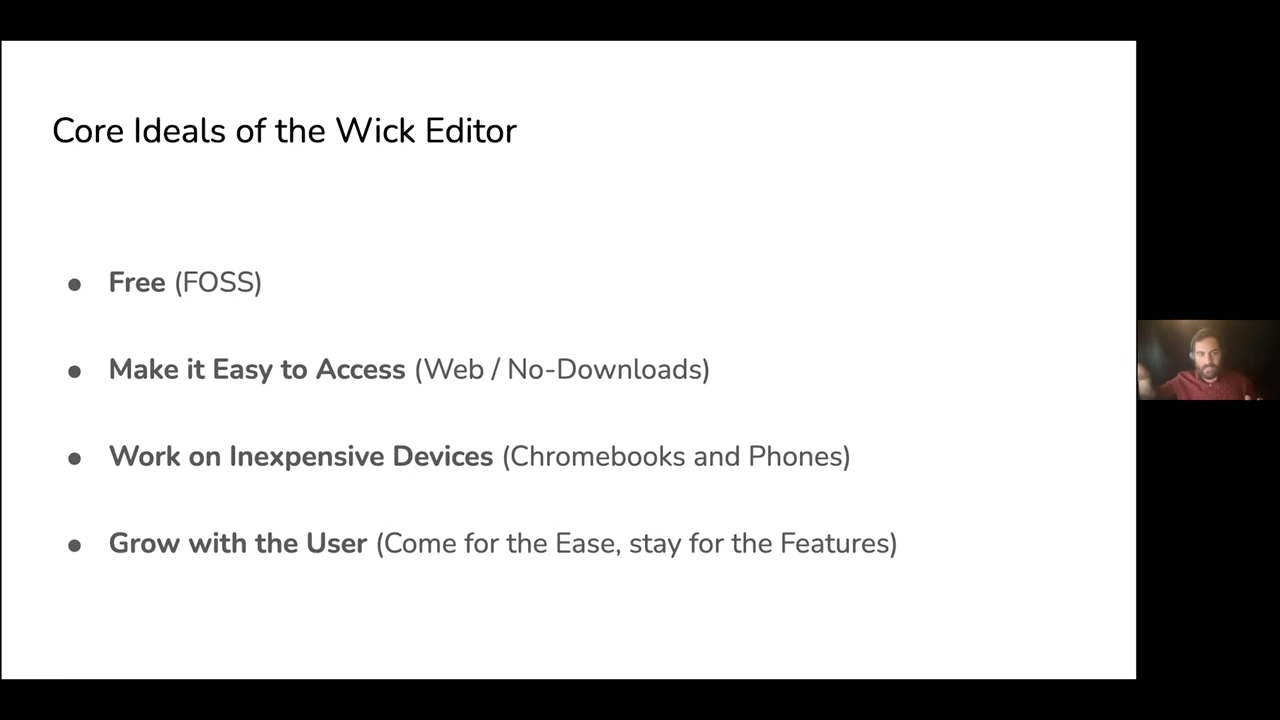 Core Ideals of the Wick Editor
● Free (FOSS)
● Make it Easy to Access (Web / No-Downloads)
● Work on Inexpensive Devices (Chromebooks and Phones)
● Grow with the User (Come for the Ease, stay for the Features)